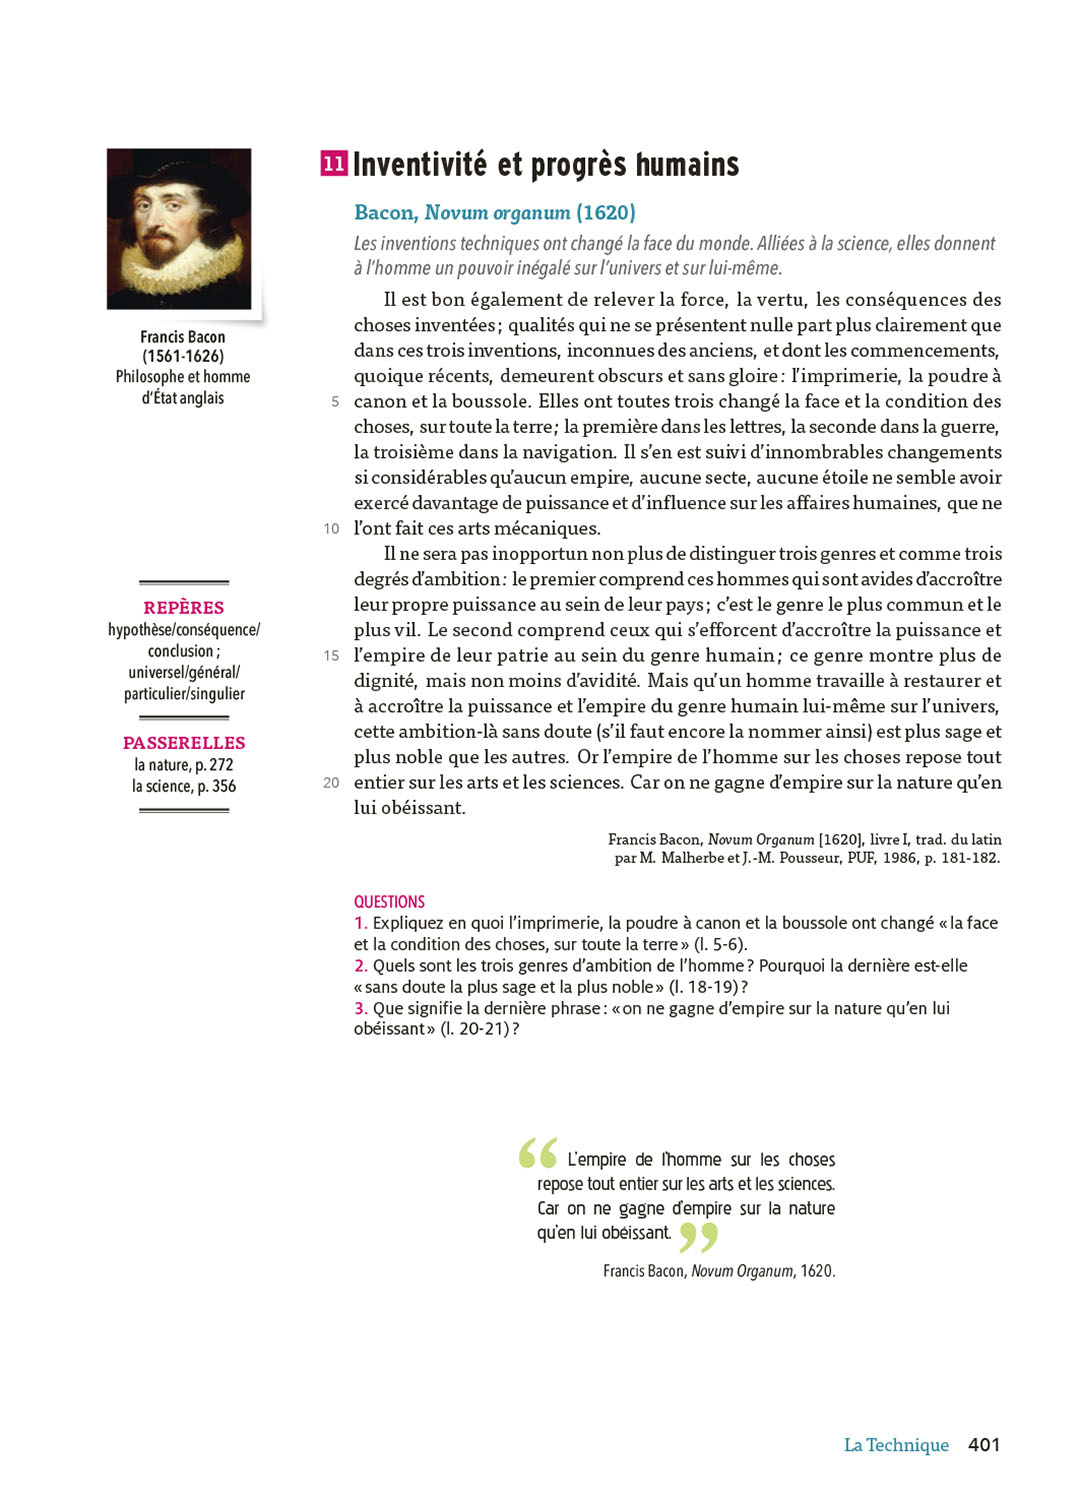 11 Inventivité et progrès humains
Bacon, Novum organum (1620)
Les inventions techniques ont changé la face du monde. Alliées à la science, elles donnent
à l’homme un pouvoir inégalé sur l’univers et sur lui-même.
Francis Bacon
(1561-1626)
Philosophe et homme
d’État anglais
Il est bon également de relever la force, la vertu, les conséquences des
choses inventées ; qualités qui ne se présentent nulle part plus clairement que
dans ces trois inventions, inconnues des anciens, et dont les commencements,
quoique récents, demeurent obscurs et sans gloire : l’imprimerie, la poudre à
5 canon et la boussole. Elles ont toutes trois changé la face et la condition des
choses, sur toute la terre ; la première dans les lettres, la seconde dans la guerre,
la troisième dans la navigation. Il s’en est suivi d’innombrables changements
si considérables qu’aucun empire, aucune secte, aucune étoile ne semble avoir
exercé davantage de puissance et d’influence sur les affaires humaines, que ne
10 l’ont fait ces arts mécaniques.
Il ne sera pas inopportun non plus de distinguer trois genres et comme trois
degrés d’ambition : le premier comprend ces hommes qui sont avides d’accroître
leur propre puissance au sein de leur pays ; c’est le genre le plus commun et le
plus vil. Le second comprend ceux qui s’efforcent d’accroître la puissance et
15 l’empire de leur patrie au sein du genre humain ; ce genre montre plus de
dignité, mais non moins d’avidité. Mais qu’un homme travaille à restaurer et
à accroître la puissance et l’empire du genre humain lui-même sur l’univers,
cette ambition-là sans doute (s’il faut encore la nommer ainsi) est plus sage et
plus noble que les autres. Or l’empire de l’homme sur les choses repose tout
20 entier sur les arts et les sciences. Car on ne gagne d’empire sur la nature qu’en
lui obéissant.
Francis Bacon, Novum Organum [1620], livre I, trad. du latin
par M. Malherbe et J.-M. Pousseur, PUF, 1986, p. 181-182.
REPÈRES
hypothèse/conséquence/
conclusion ;
universel/général/
particulier/singulier
PASSERELLES
la nature, p. 272
la science, p. 356
QUESTIONS
1. Expliquez en quoi l’imprimerie, la poudre à canon et la boussole ont changé « la face
et la condition des choses, sur toute la terre » (l. 5-6).
2. Quels sont les trois genres d’ambition de l’homme ? Pourquoi la dernière est-elle
« sans doute la plus sage et la plus noble » (l. 18-19) ?
3. Que signifie la dernière phrase : « on ne gagne d’empire sur la nature qu’en lui
obéissant » (l. 20-21) ?
“ L’empire de l’homme sur les choses
repose tout entier sur les arts et les sciences.
Car on ne gagne d’empire sur la nature
qu’en lui obéissant. ”
Francis Bacon, Novum Organum, 1620.
La Technique 401